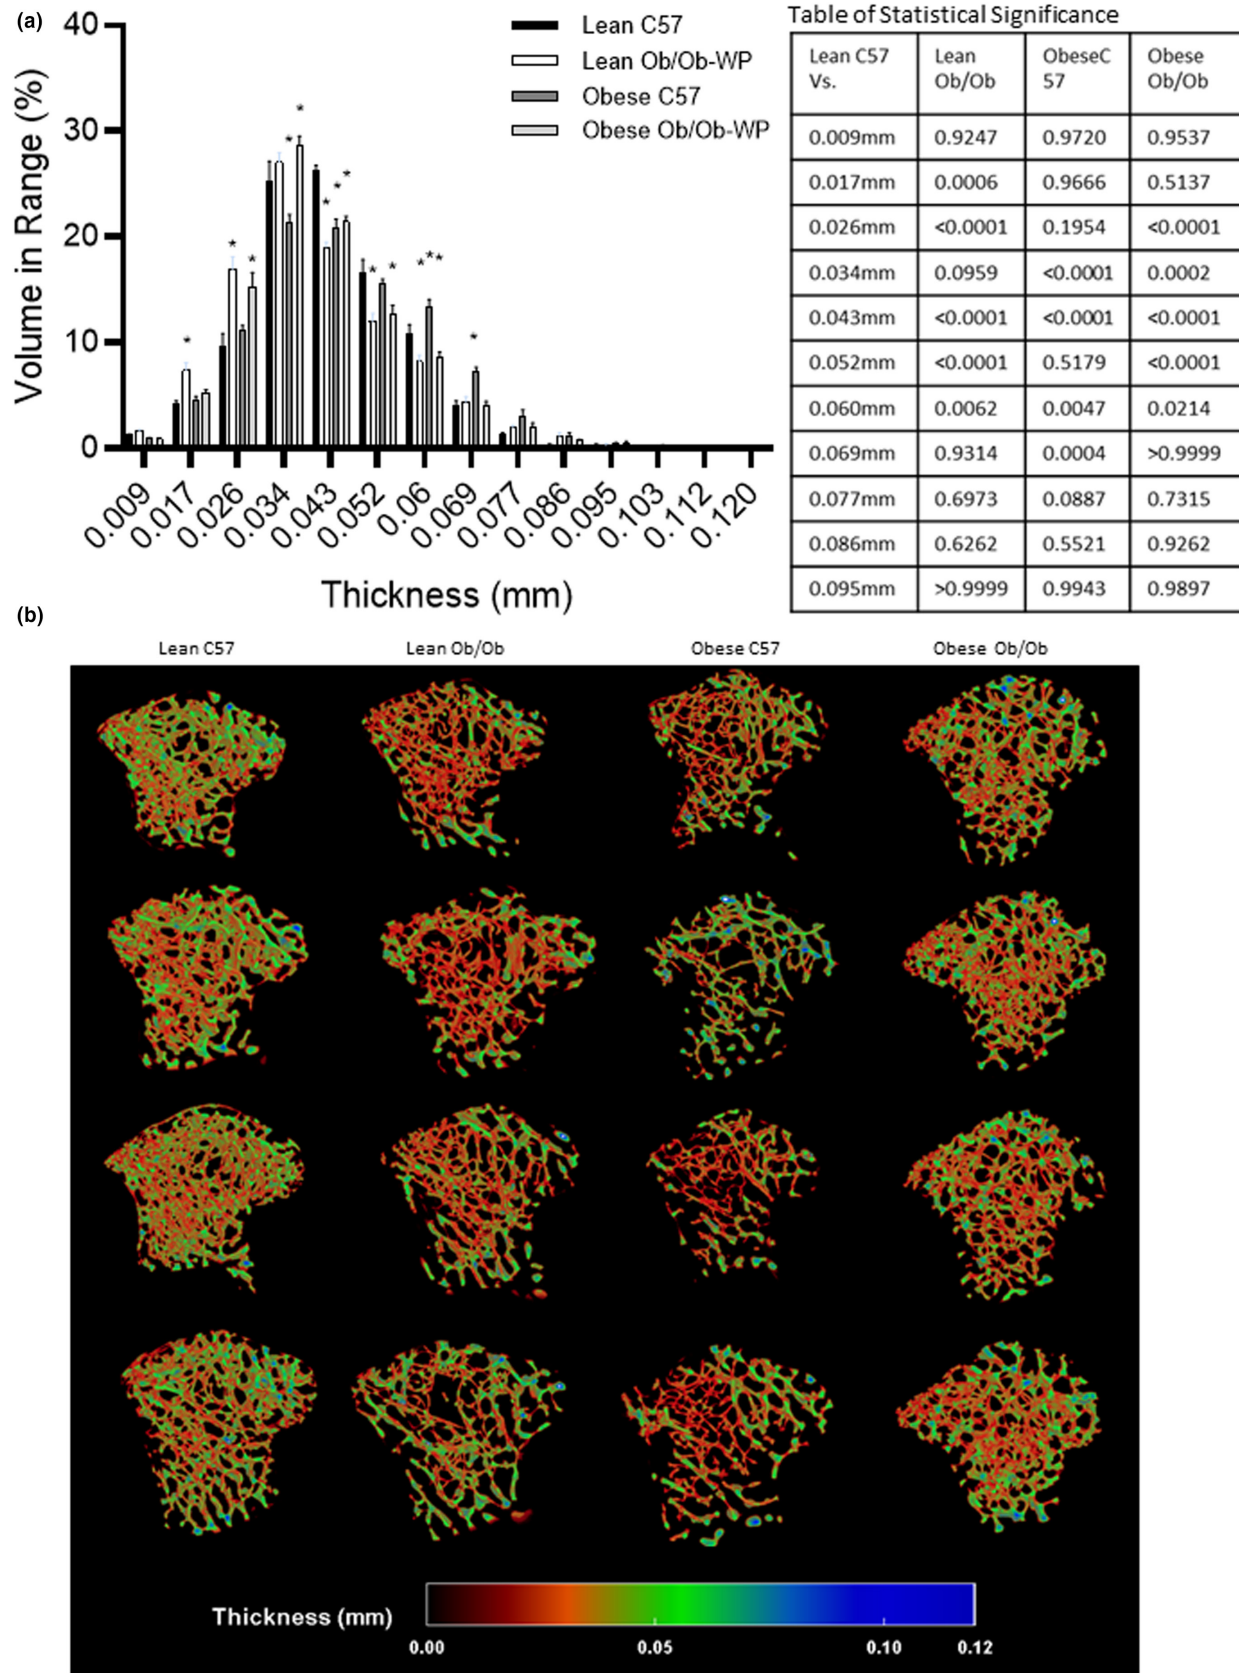 (a)
40
30
20
10
0
Volume in Range (%)
Lean C57
Lean Ob/Ob-WP
Obese C57
Obese Ob/Ob-WP
* * * * * * * * * * * * * * *
0.009 0.017 0.026 0.034 0.043 0.052 0.06 0.069 0.077 0.086 0.095 0.103 0.112 0.120
Thickness (mm)
Table of Statistical Significance
Lean C57 Lean ObeseC Obese
Vs. Ob/Ob 57 Ob/Ob
0.009mm 0.9247 0.9720 0.9537
0.017mm 0.0006 0.9666 0.5137
0.026mm <0.0001 0.1954 <0.0001
0.034mm 0.0959 <0.0001 0.0002
0.043mm <0.0001 <0.0001 <0.0001
0.052mm <0.0001 0.5179 <0.0001
0.060mm 0.0062 0.0047 0.0214
0.069mm 0.9314 0.0004 >0.9999
0.077mm 0.6973 0.0887 0.7315
0.086mm 0.6262 0.5521 0.9262
0.095mm >0.9999 0.9943 0.9897
(b)
Lean C57 Lean Ob/Ob Obese C57 Obese Ob/Ob
Thickness (mm)
0.00 0.05 0.10 0.12